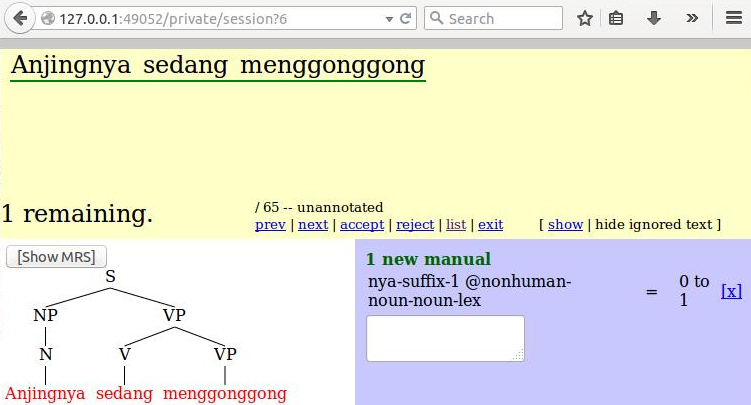 127.0.0.1:49052/private/session?6
Search
Anjingnya sedang menggonggong
/ 65 -- unannotated
1 remaining.
prev | next | accept | reject | list | exit [ show | hide ignored text ]
[Show MRS]
S
NP VP
N V VP
Anjingnya sedang menggonggong
1 new manual
nya-suffix-1 @nonhuman-
noun-noun-lex
=
0 to
1
[x]